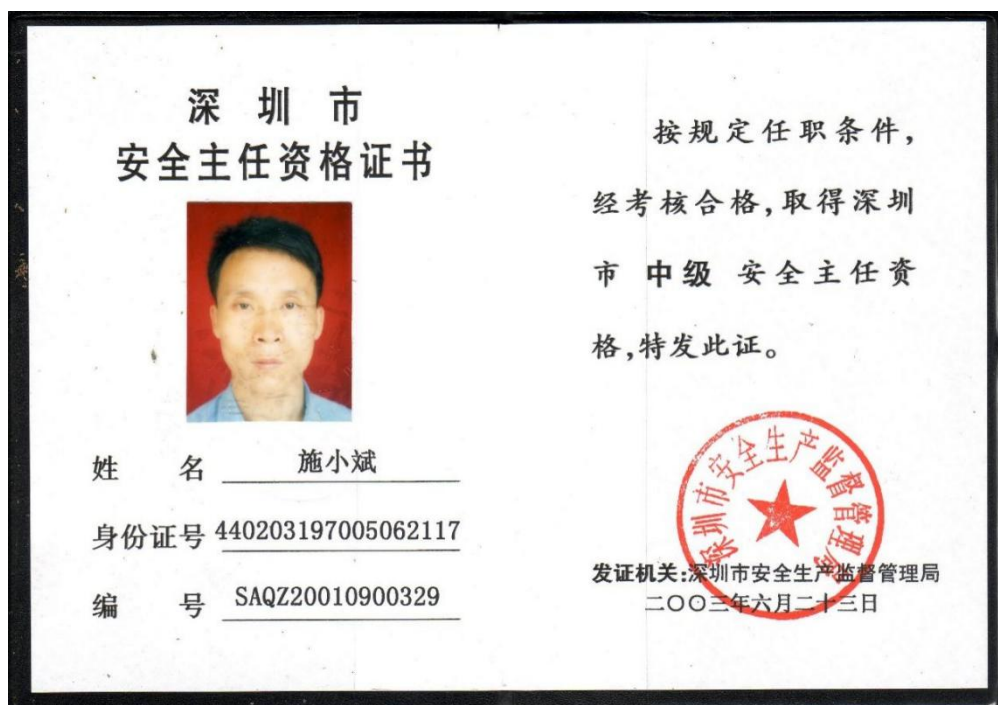 深圳市
安全主任资格证书
姓 名 施小斌
身份证号 440203197005062117
编 号 SAQZ20010900329
按规定任职条件,
经考核合格,取得深圳
市 中级 安全主任资
格,特发此证。
深圳市安全生产监督管理局
发证机关:深圳市安全生产监督管理局
二〇〇三年六月二十三日